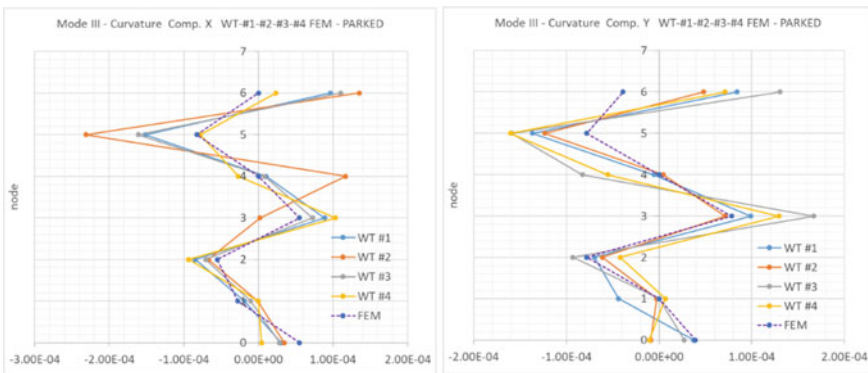 Mode III - Curvature Comp. X WT-#1-#2-#3-#4 FEM - PARKED
7
6
5
4
3
2
1
0
node
WT #1
WT #2
WT #3
WT #4
FEM
-3.00E-04 -2.00E-04 -1.00E-04 0.00E+00 1.00E-04 2.00E-04
Mode III - Curvature Comp. Y WT-#1-#2-#3-#4 FEM - PARKED
7
6
5
4
3
2
1
0
node
WT #1
WT #2
WT #3
WT #4
FEM
-2.00E-04 -1.00E-04 0.00E+00 1.00E-04 2.00E-04